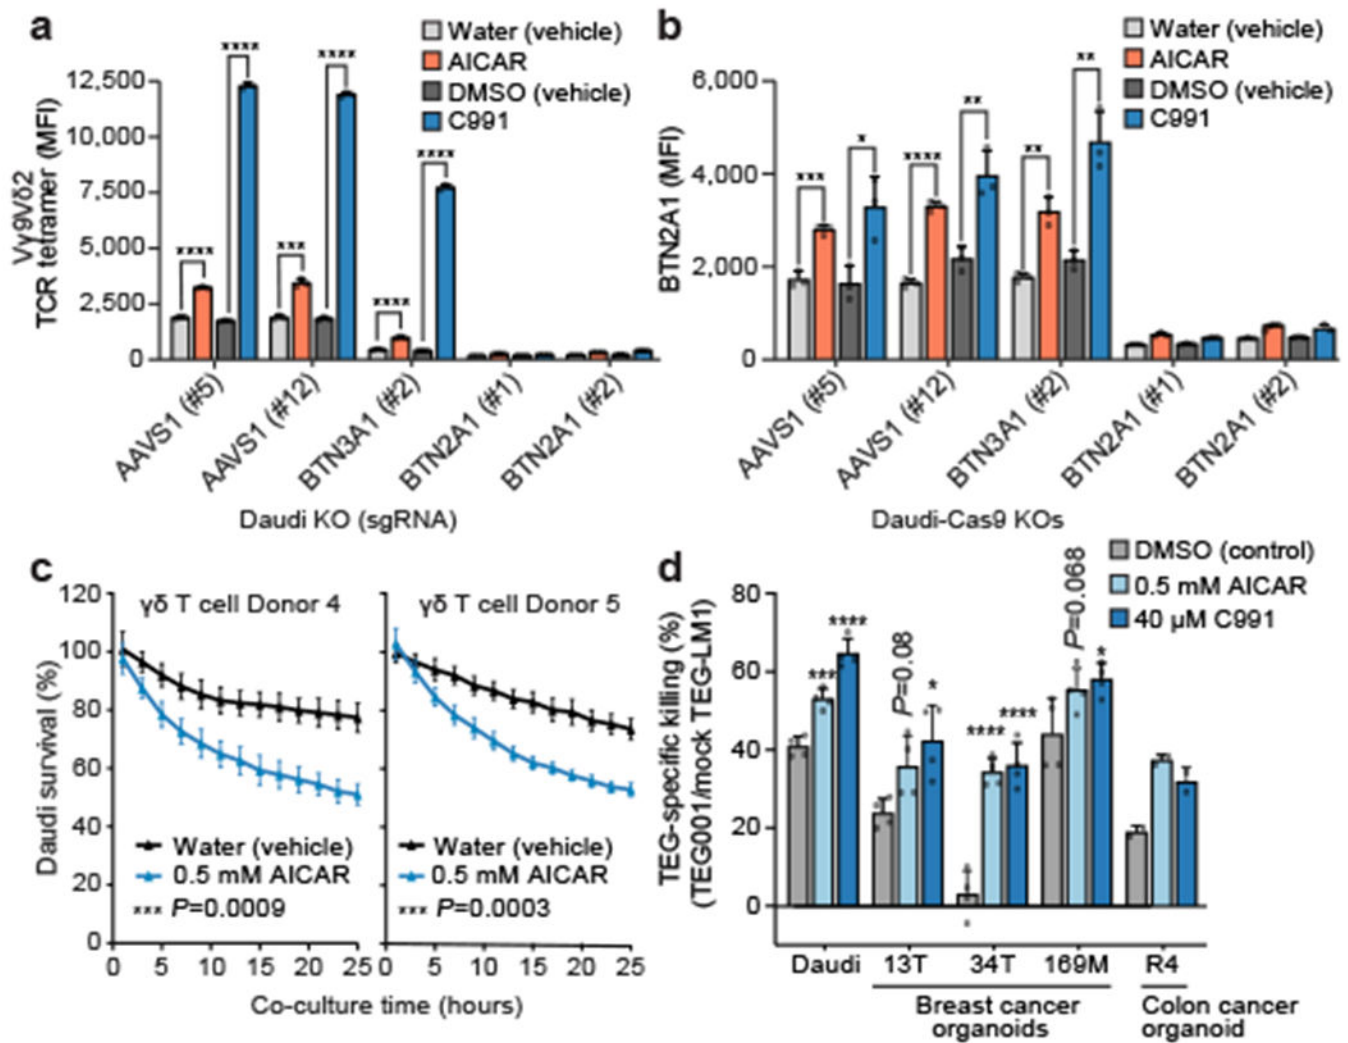 a
Water (vehicle)
AICAR
DMSO (vehicle)
C991
Vγ9Vδ2
TCR tetramer (MFI)
12,500
10,000
7,500
5,000
2,500
0
****
****
****
***
****
****
AAVS1 (#5)
AAVS1 (#12)
BTN3A1 (#2)
BTN2A1 (#1)
BTN2A1 (#2)
Daudi KO (sgRNA)
b
Water (vehicle)
AICAR
DMSO (vehicle)
C991
BTN2A1 (MFI)
6,000
4,000
2,000
0
***
*
****
**
**
**
AAVS1 (#5)
AAVS1 (#12)
BTN3A1 (#2)
BTN2A1 (#1)
BTN2A1 (#2)
Daudi-Cas9 KOs
c
Daudi survival (%)
120
100
80
60
40
20
0
γδ T cell Donor 4
Water (vehicle)
0.5 mM AICAR
*** P=0.0009
0 5 10 15 20 25
γδ T cell Donor 5
Water (vehicle)
0.5 mM AICAR
*** P=0.0003
0 5 10 15 20 25
Co-culture time (hours)
d
DMSO (control)
0.5 mM AICAR
40 µM C991
TEG-specific killing (%)
(TEG001/mock TEG-LM1)
80
60
40
20
0
***
****
P=0.08
*
****
****
P=0.068
*
Daudi 13T 34T 169M R4
Breast cancer
organoids
Colon cancer
organoid